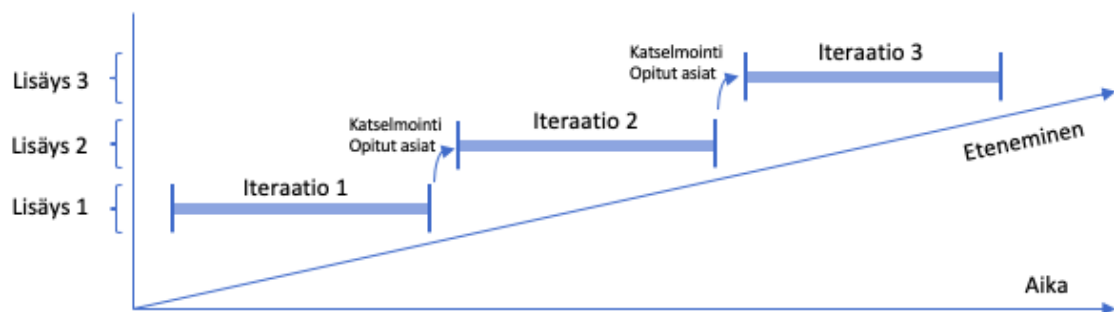 Lisäys 3
Katselmointi
Opitut asiat
Iteraatio 3
Lisäys 2
Katselmointi
Opitut asiat
Iteraatio 2
Eteneminen
Lisäys 1
Iteraatio 1
Aika